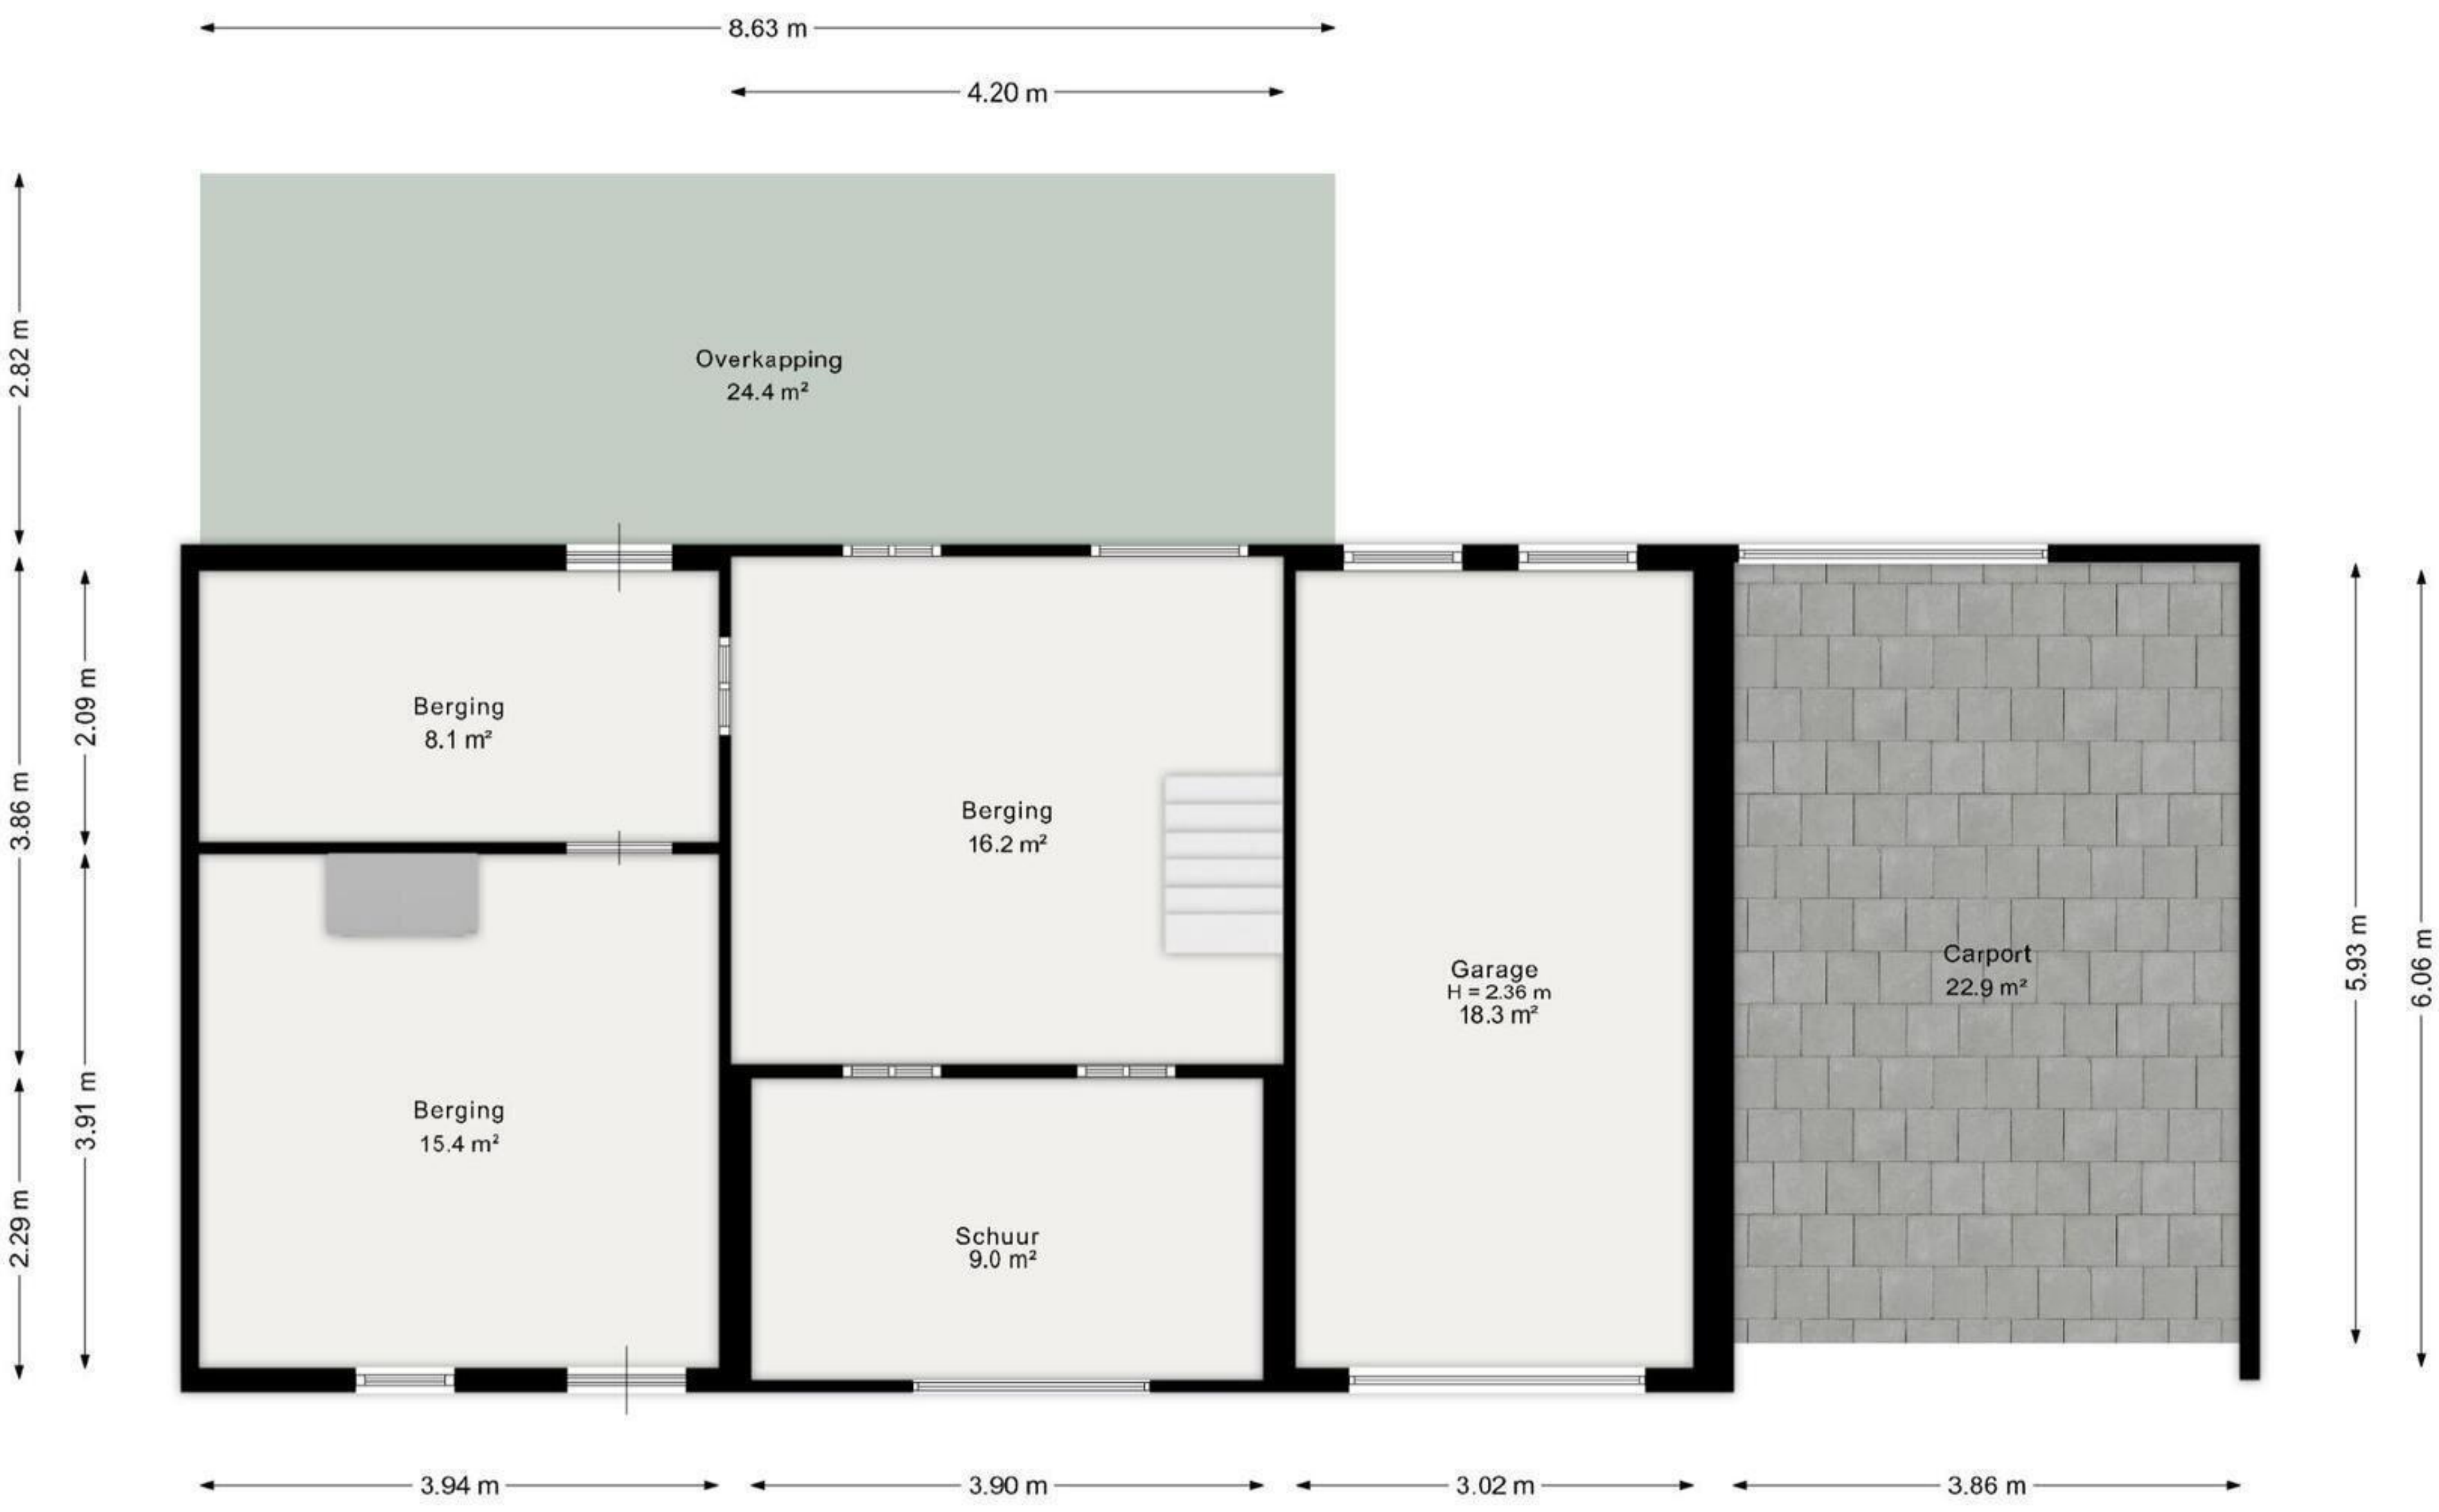 8.63 m
4.20 m
2.82 m
Overkapping
24.4 m²
3.86 m
2.09 m
Berging
8.1 m²
Berging
16.2 m²
Garage
H = 2.36 m
18.3 m²
Carport
22.9 m²
5.93 m
6.06 m
2.29 m
3.91 m
Berging
15.4 m²
Schuur
9.0 m²
3.94 m
3.90 m
3.02 m
3.86 m